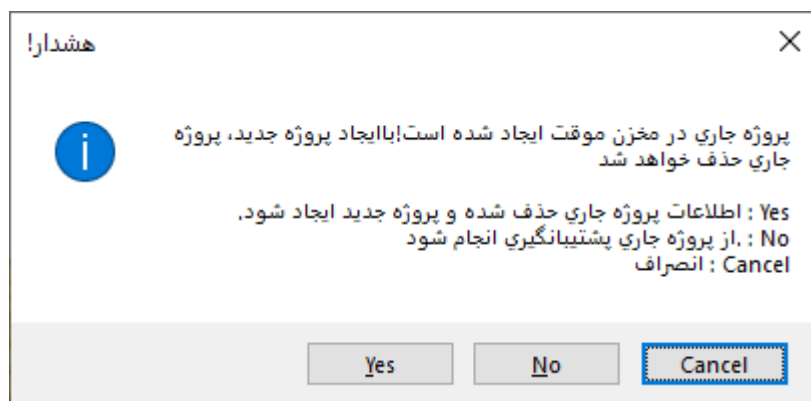 هشدار!
پروژه جاري در مخزن موقت ايجاد شده است!باايجاد پروژه جديد، پروژه
جاري حذف خواهد شد
Yes : اطلاعات پروژه جاري حذف شده و پروژه جديد ايجاد شود.
No : .از پروژه جاري پشتيبانگيري انجام شود
Cancel : انصراف
Yes
No
Cancel